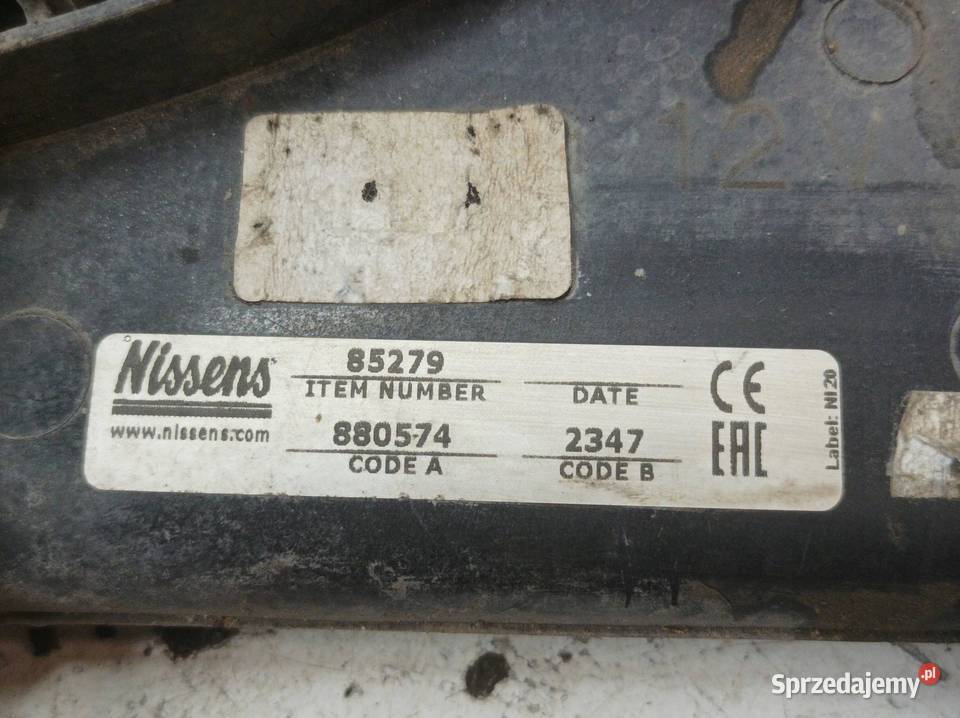 12V
Nissens
www.nissens.com
85279
ITEM NUMBER
DATE
880574
CODE A
2347
CODE B
CE
EAC
Label: NI20
Sprzedajemy.pl